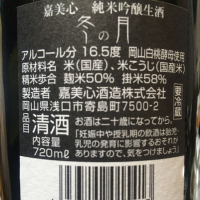 嘉美心 純米吟醸生酒
冬の月
アルコール分 16.5度 岡山白桃酵母使用
原材料名 米(国産)、米こうじ(国産米)
精米歩合 麹米50% 掛米58%
製造者 嘉美心酒造株式会社
岡山県浅口市寄島町7500-2
要冷蔵
品目 清酒
720mℓ
お酒は二十歳になってから。
「妊娠中や授乳期の飲酒は胎児・
乳児の発育に影響するおそれが
ありますので、気をつけましょう。」